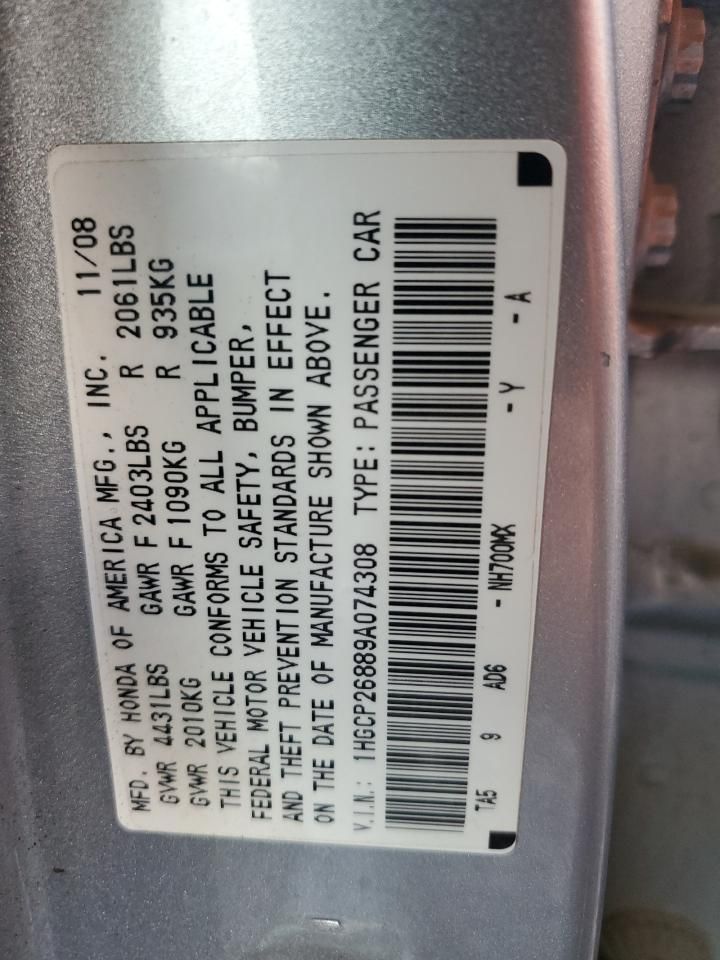 MFD. BY HONDA OF AMERICA MFG., INC. 11/08
GVWR 4431LBS GAWR F 2403LBS R 2061LBS
GVWR 2010KG GAWR F 1090KG R 935KG
THIS VEHICLE CONFORMS TO ALL APPLICABLE
FEDERAL MOTOR VEHICLE SAFETY, BUMPER,
AND THEFT PREVENTION STANDARDS IN EFFECT
ON THE DATE OF MANUFACTURE SHOWN ABOVE.
V.I.N.: 1HGCP26889A074308 TYPE: PASSENGER CAR
TA5 9 AD6 - NH700MX - Y - A